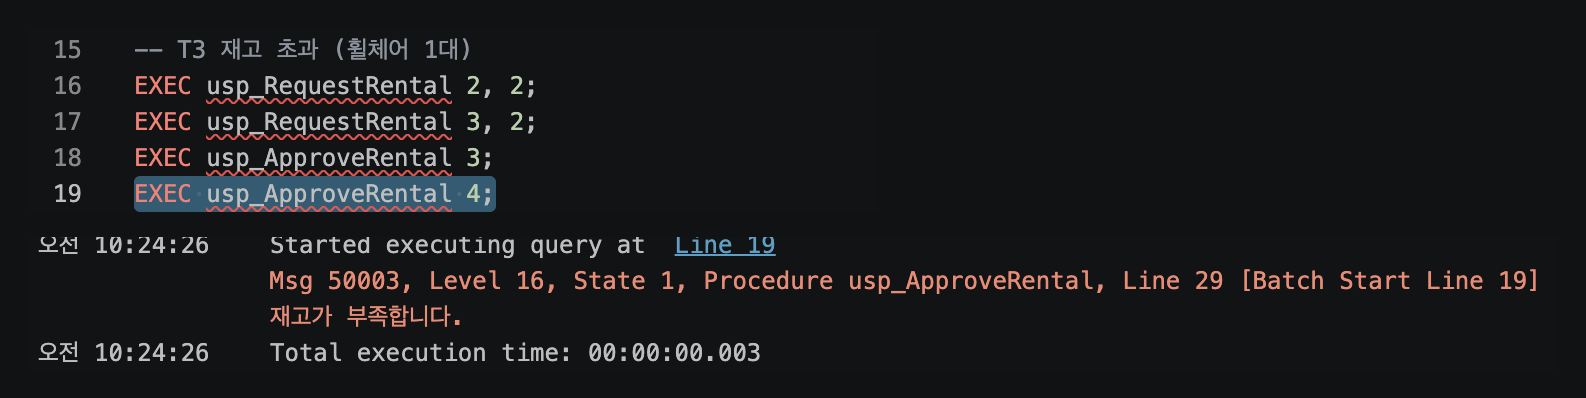 15 -- T3 재고 초과 (휠체어 1대)
16 EXEC usp_RequestRental 2, 2;
17 EXEC usp_RequestRental 3, 2;
18 EXEC usp_ApproveRental 3;
19 EXEC usp_ApproveRental 4;
오전 10:24:26 Started executing query at Line 19
Msg 50003, Level 16, State 1, Procedure usp_ApproveRental, Line 29 [Batch Start Line 19]
재고가 부족합니다.
오전 10:24:26 Total execution time: 00:00:00.003